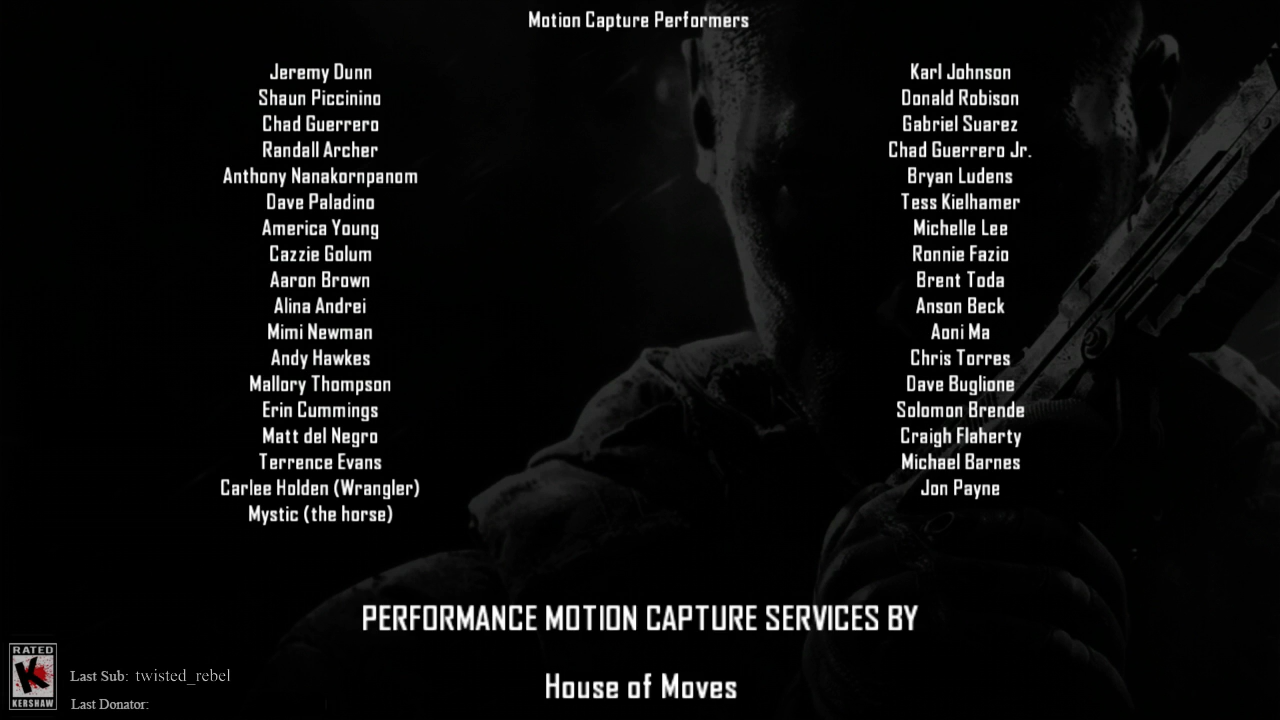 Motion Capture Performers
Jeremy Dunn
Shaun Piccinino
Chad Guerrero
Randall Archer
Anthony Nanakornpanom
Dave Paladino
America Young
Cazzie Golum
Aaron Brown
Alina Andrei
Mimi Newman
Andy Hawkes
Mallory Thompson
Erin Cummings
Matt del Negro
Terrence Evans
Carlee Holden (Wrangler)
Mystic (the horse)
Karl Johnson
Donald Robison
Gabriel Suarez
Chad Guerrero Jr.
Bryan Ludens
Tess Kielhamer
Michelle Lee
Ronnie Fazio
Brent Toda
Anson Beck
Aoni Ma
Chris Torres
Dave Buglione
Solomon Brende
Craigh Flaherty
Michael Barnes
Jon Payne
PERFORMANCE MOTION CAPTURE SERVICES BY
House of Moves
RATED
K
KERSHAW
Last Sub: twisted_rebel
Last Donator: